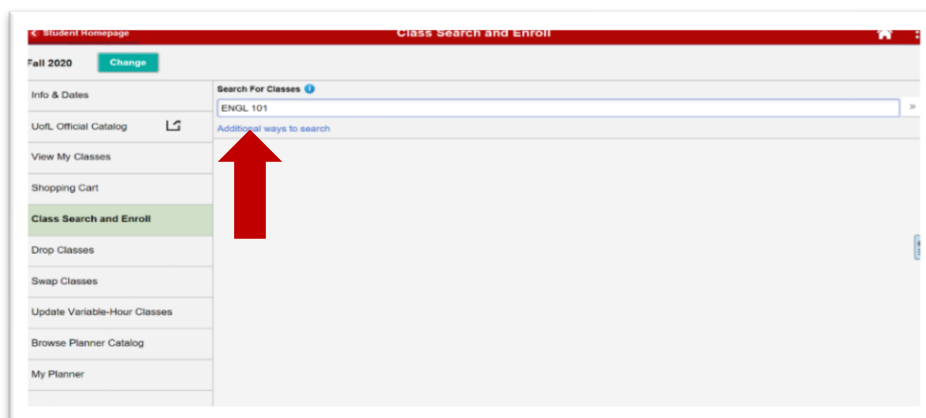 Student Homepage
Class Search and Enroll
Fall 2020
Change
Info & Dates
UofL Official Catalog
View My Classes
Shopping Cart
Class Search and Enroll
Drop Classes
Swap Classes
Update Variable-Hour Classes
Browse Planner Catalog
My Planner
Search For Classes
ENGL 101
Additional ways to search